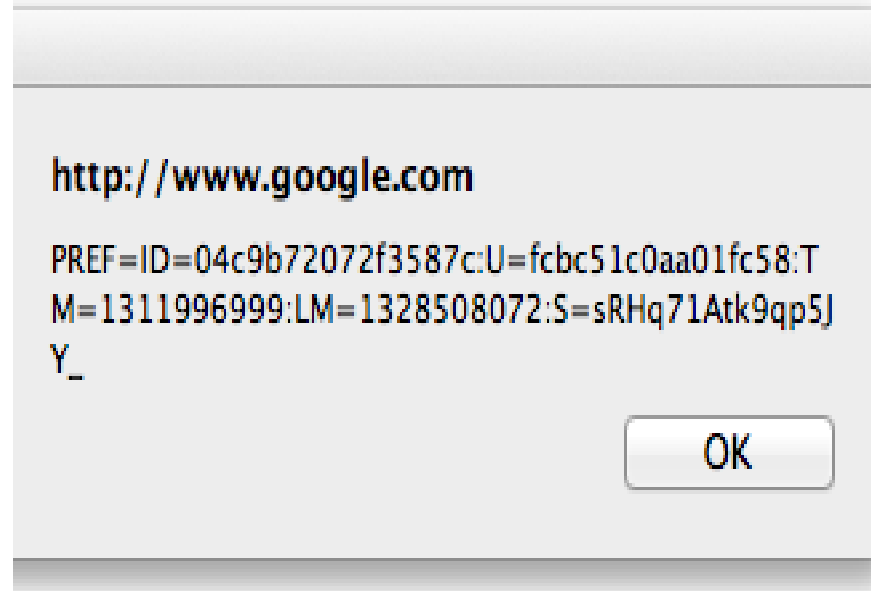 http://www.google.com
PREF=ID=04c9b72072f3587c:U=fcbc51c0aa01fc58:T
M=1311996999:LM=1328508072:S=sRHq71Atk9qp5J
Y_
OK